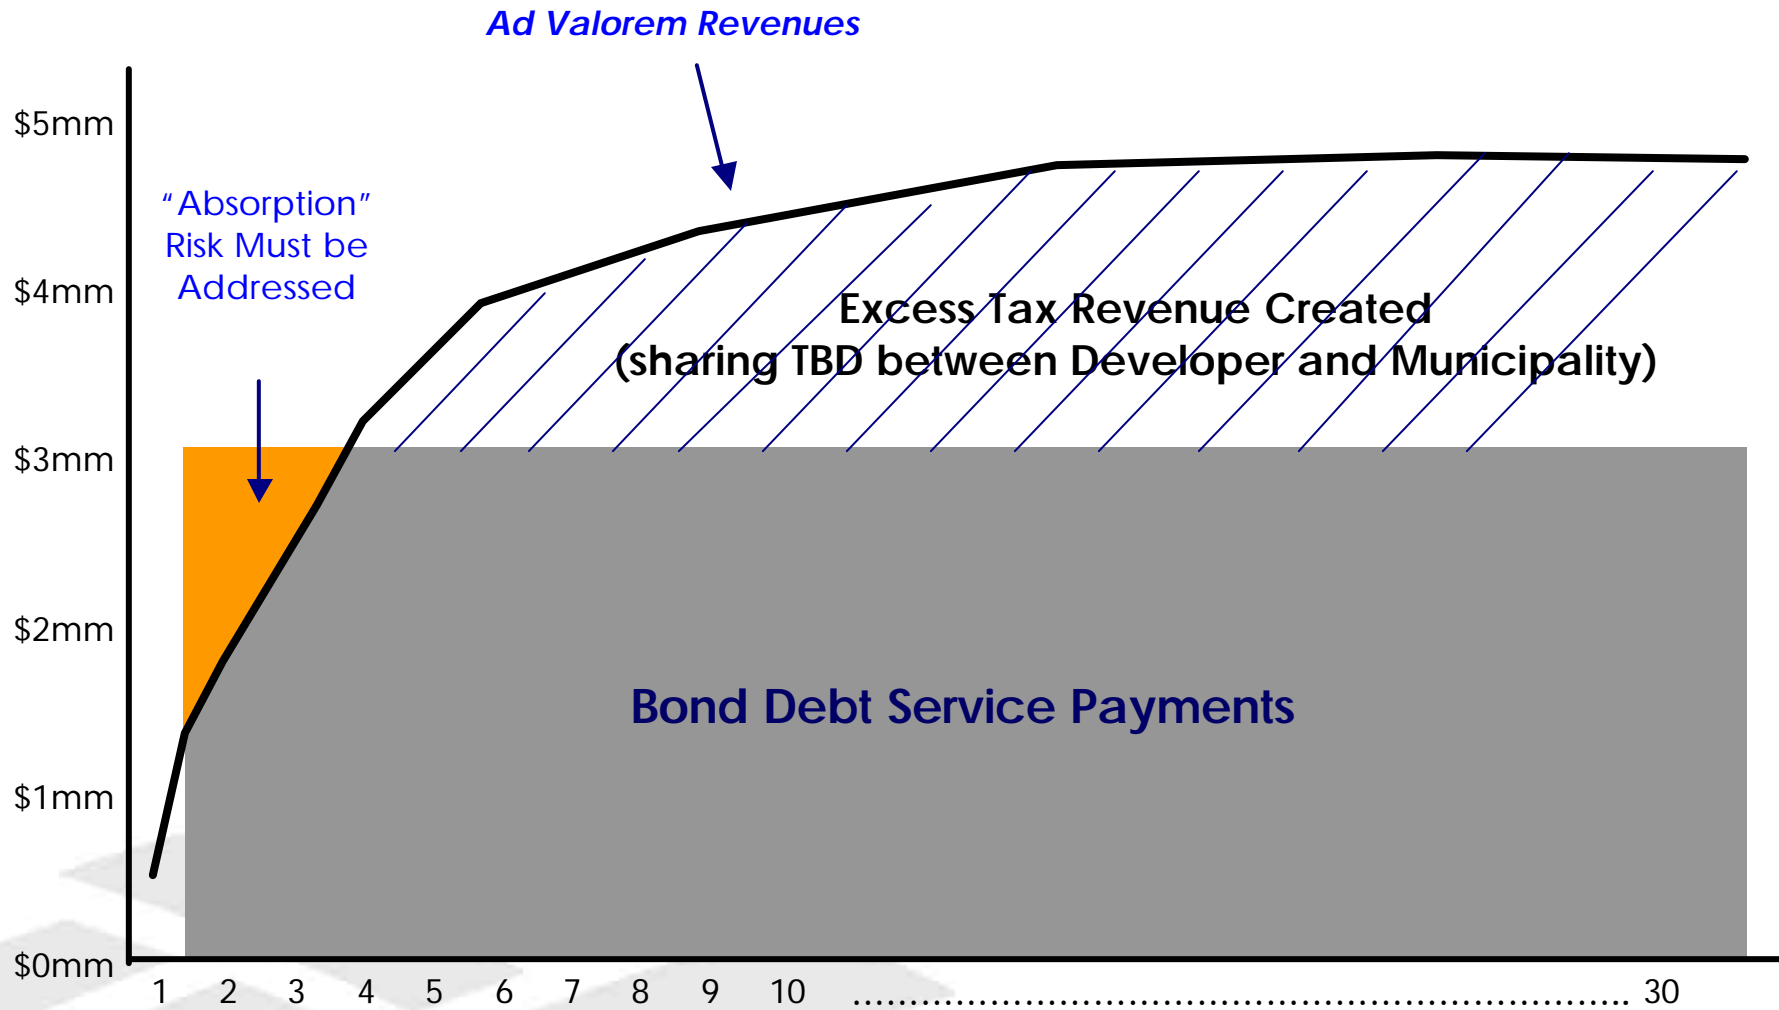 Ad Valorem Revenues
$5mm
“Absorption”
Risk Must be
Addressed
$4mm
Excess Tax Revenue Created
(sharing TBD between Developer and Municipality)
$3mm
$2mm
Bond Debt Service Payments
$1mm
$0mm
1 2 3 4 5 6 7 8 9 10 ........................................................................ 30